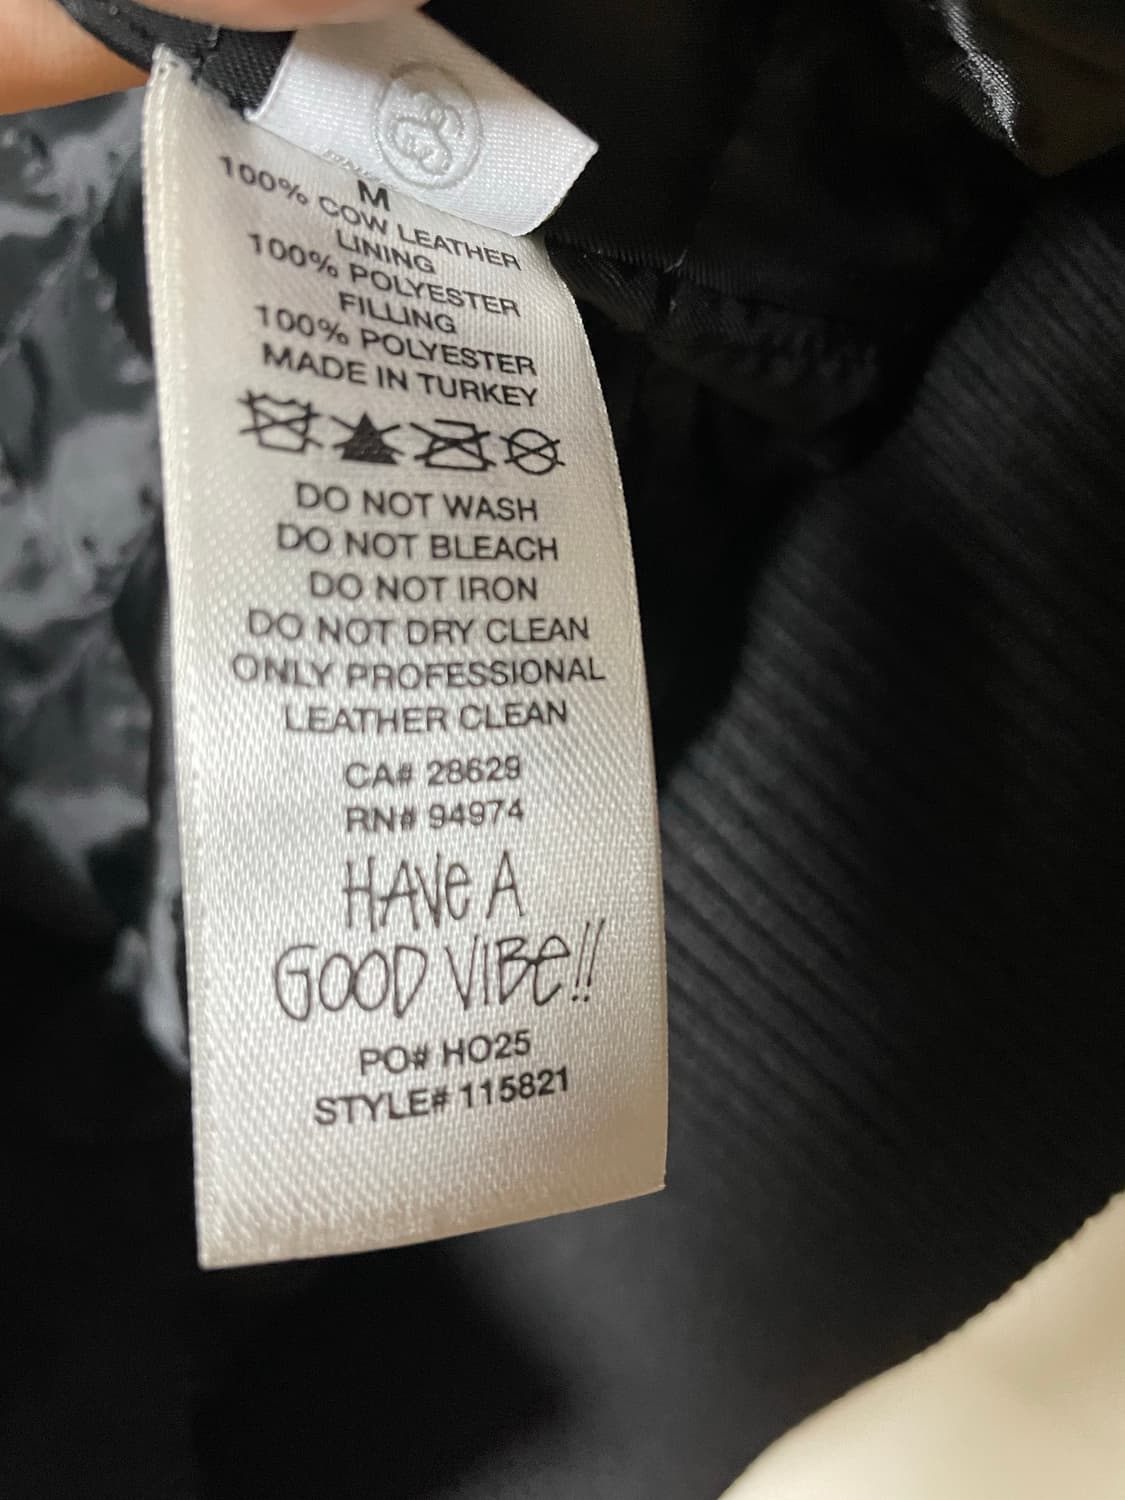 M
100% COW LEATHER
LINING
100% POLYESTER
FILLING
100% POLYESTER
MADE IN TURKEY
DO NOT WASH
DO NOT BLEACH
DO NOT IRON
DO NOT DRY CLEAN
ONLY PROFESSIONAL
LEATHER CLEAN
CA# 28629
RN# 94974
HAVe A
GOOD VIBe!!
PO# HO25
STYLE# 115821